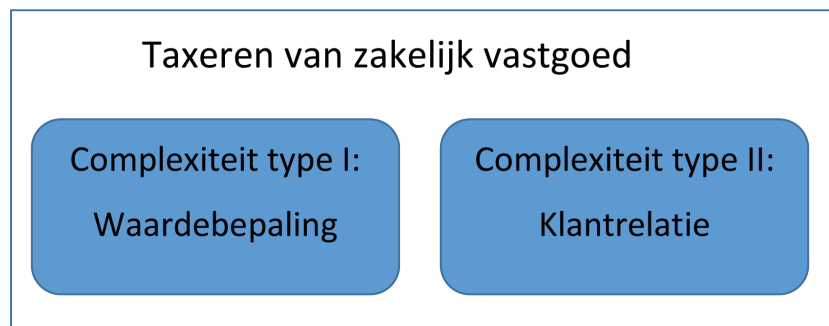 Taxeren van zakelijk vastgoed
Complexiteit type I:
Waardebepaling
Complexiteit type II:
Klantrelatie